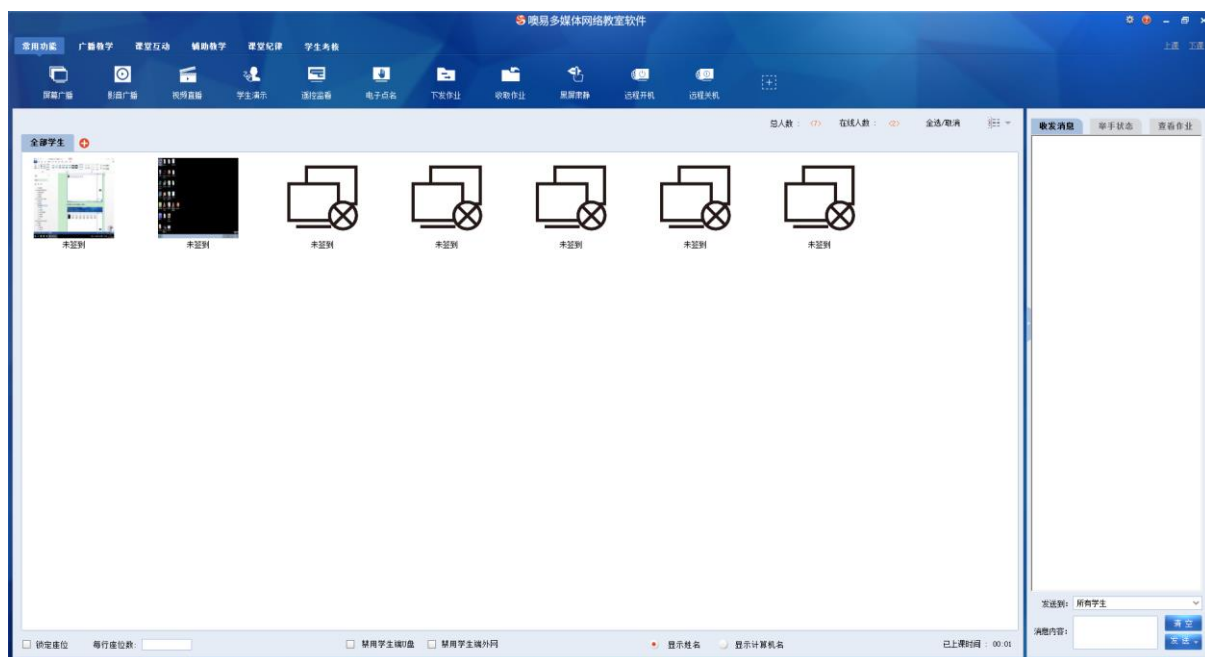 噢易多媒体网络教室软件
常用功能 广播教学 课堂互动 辅助教学 课堂纪律 学生考核
上课 下课
屏幕广播 影音广播 视频直播 学生演示 遥控监看 电子点名 下发作业 收取作业 黑屏肃静 远程开机 远程关机
总人数: (7) 在线人数: (2) 全选/取消
收发消息 举手状态 查看作业
全部学生
未签到 未签到 未签到 未签到 未签到 未签到 未签到
发送到: 所有学生
消息内容:
清空
发送
锁定座位 每行座位数: 禁用学生端U盘 禁用学生端外网 显示姓名 显示计算机名 已上课时间: 00:01